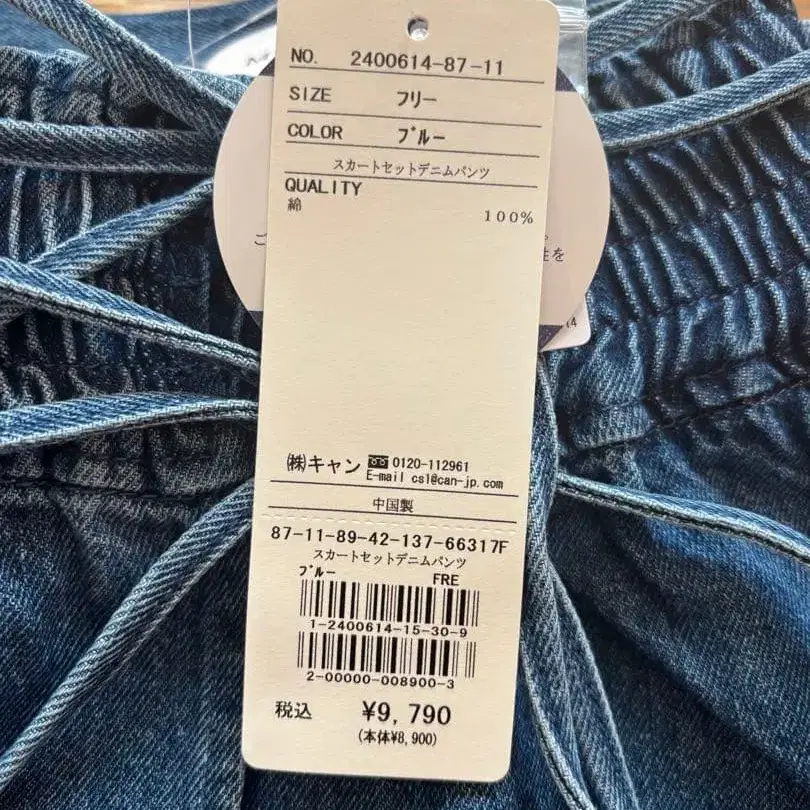 NO. 2400614-87-11
SIZE フリー
COLOR ブルー
スカートセットデニムパンツ
QUALITY
綿 100%
㈱キャン 0120-112961
E-mail csl@can-jp.com
中国製
87-11-89-42-137-66317F
スカートセットデニムパンツ
ブルー FRE
1-2400614-15-30-9
2-00000-008900-3
税込 ¥9,790
(本体¥8,900)
ご
性を